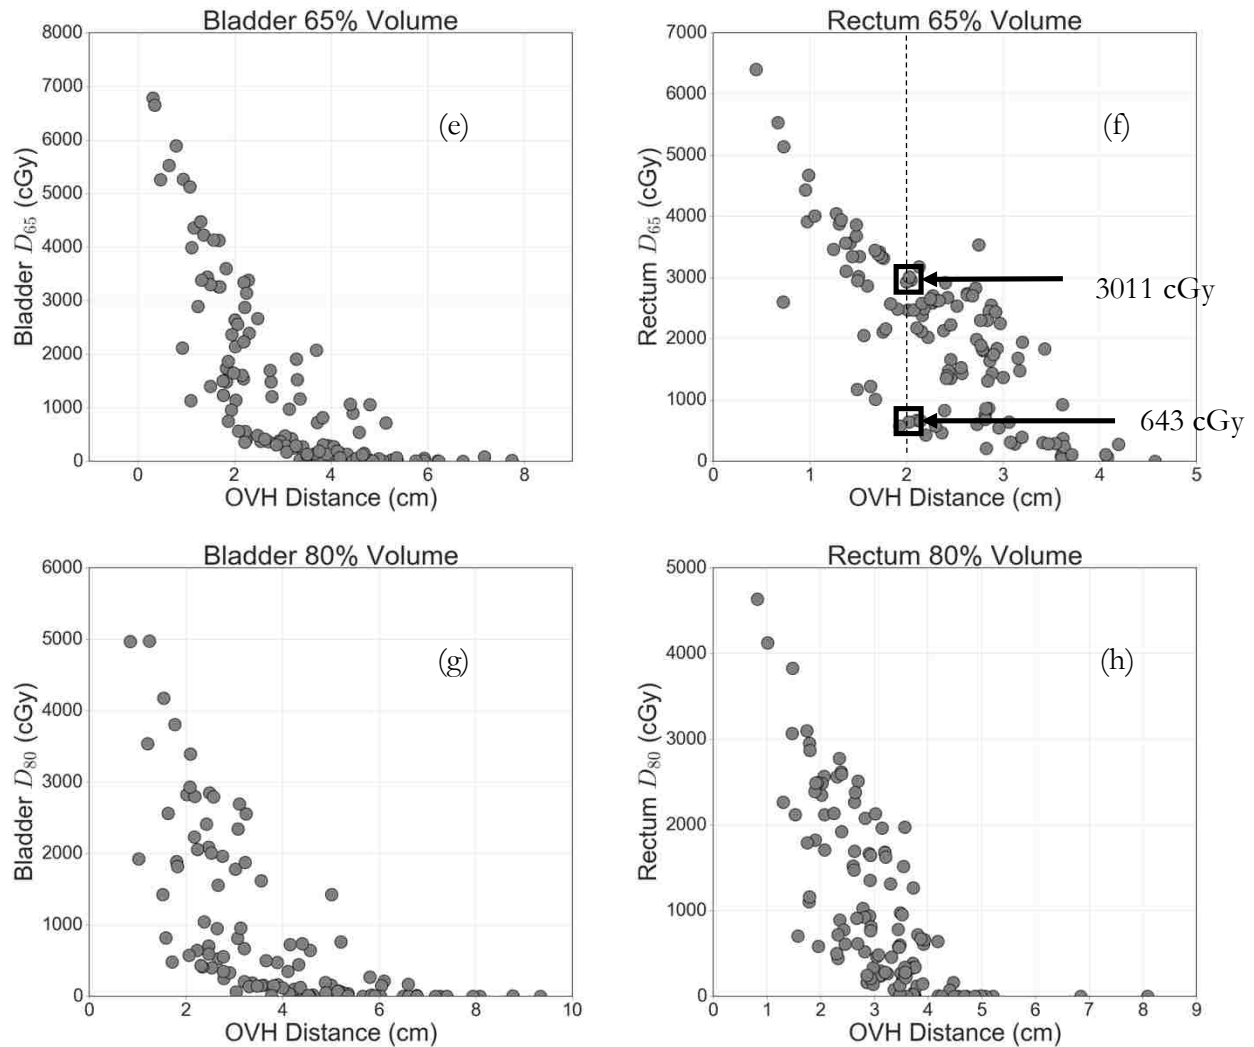 Bladder 65% Volume
8000
7000
6000
5000
4000
3000
2000
1000
0
Bladder D65 (cGy)
(e)
0 2 4 6 8
OVH Distance (cm)
Rectum 65% Volume
7000
6000
5000
4000
3000
2000
1000
0
Rectum D65 (cGy)
(f)
3011 cGy
643 cGy
0 1 2 3 4 5
OVH Distance (cm)
Bladder 80% Volume
6000
5000
4000
3000
2000
1000
0
Bladder D80 (cGy)
(g)
0 2 4 6 8 10
OVH Distance (cm)
Rectum 80% Volume
5000
4000
3000
2000
1000
0
Rectum D80 (cGy)
(h)
0 1 2 3 4 5 6 7 8 9
OVH Distance (cm)